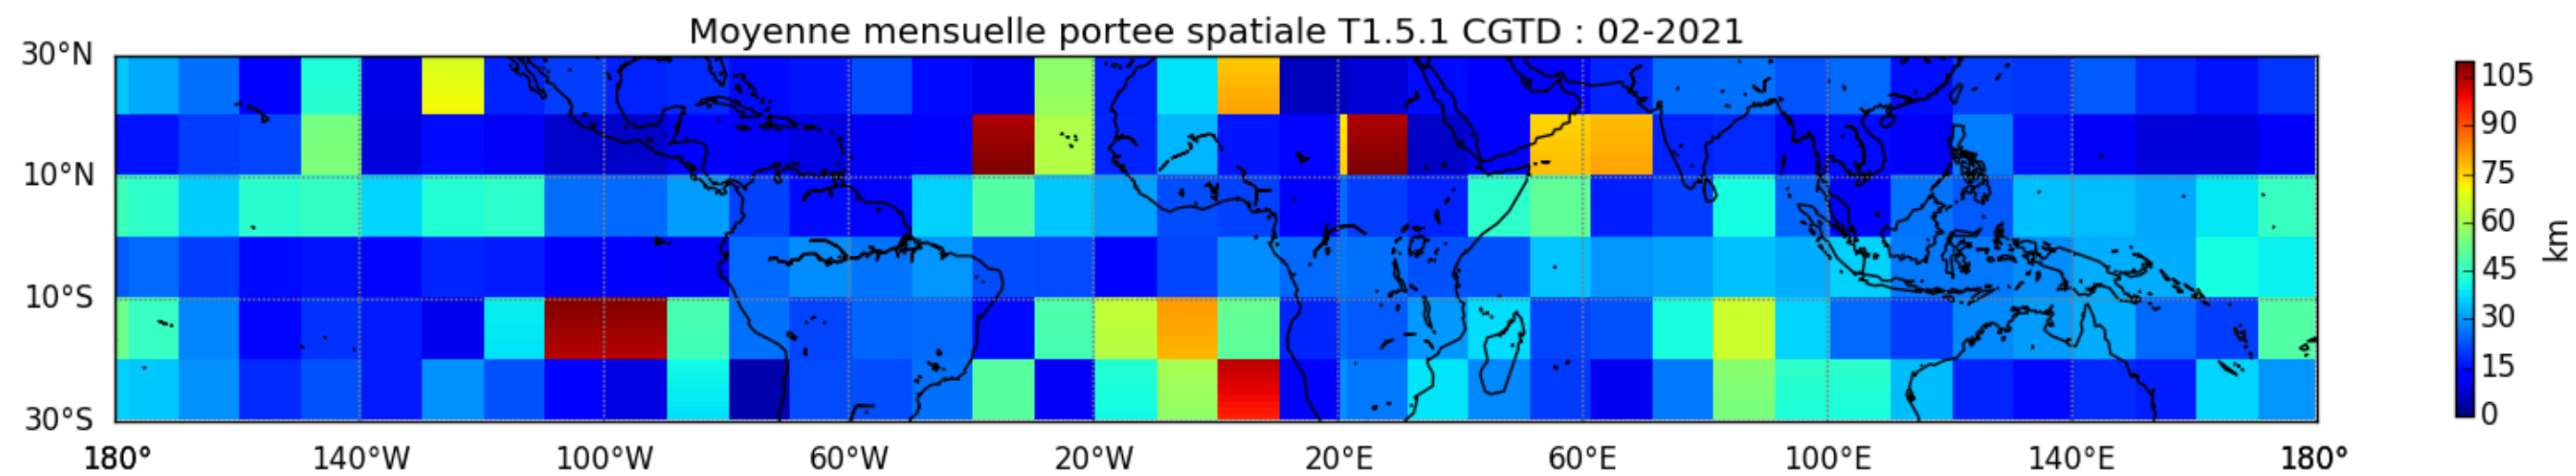 Moyenne mensuelle portee spatiale T1.5.1 CGTD : 02-2021
30°N
10°N
10°S
30°S
180° 140°W 100°W 60°W 20°W 20°E 60°E 100°E 140°E 180°
105
90
75
60
45
30
15
0
km